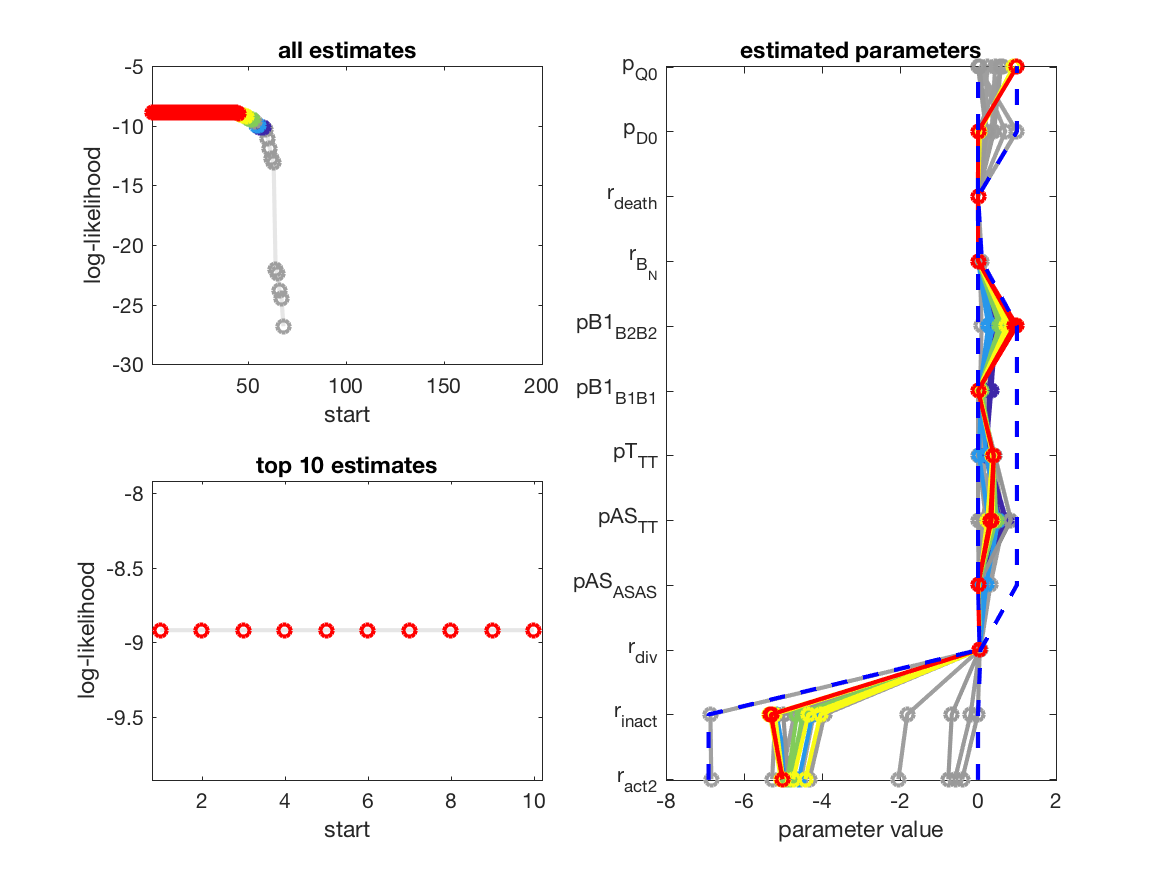 all estimates
-5
-10
-15
-20
-25
-30
log-likelihood
50
100
150
200
start
top 10 estimates
-8
-8.5
-9
-9.5
log-likelihood
2
4
6
8
10
start
estimated parameters
p_Q0
p_D0
r_death
r_B_N
pB1_B2B2
pB1_B1B1
pT_TT
pAS_TT
pAS_ASAS
r_div
r_inact
r_act2
-8
-6
-4
-2
0
2
parameter value